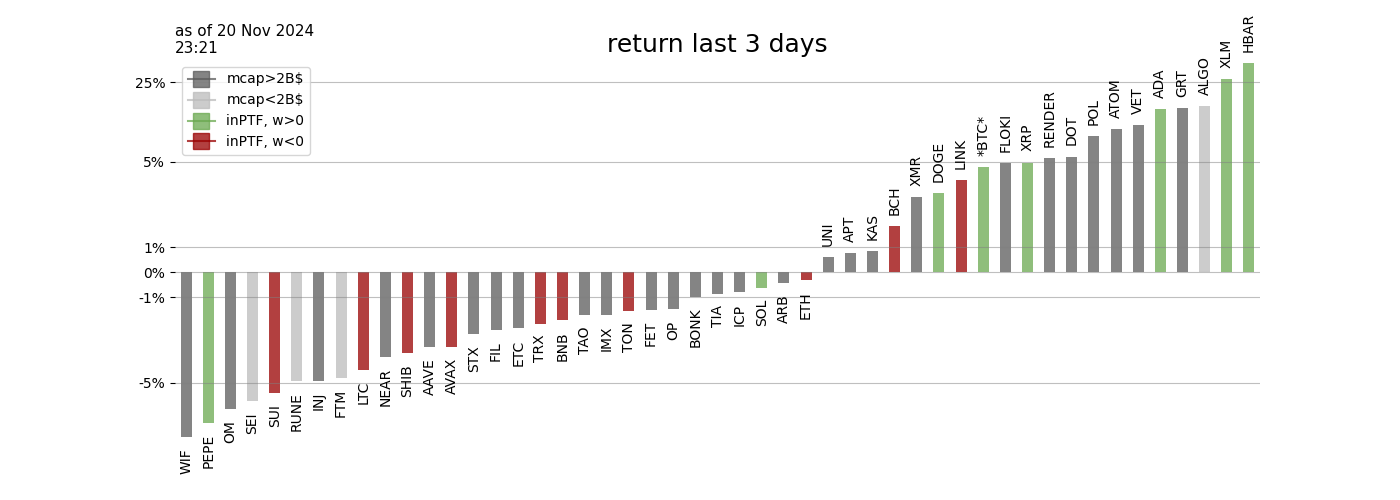 as of 20 Nov 2024
23:21
return last 3 days
mcap>2B$
mcap<2B$
inPTF, w>0
inPTF, w<0
25%
5%
1%
0%
-1%
-5%
WIF
PEPE
OM
SEI
SUI
RUNE
INJ
FTM
LTC
NEAR
SHIB
AAVE
AVAX
STX
FIL
ETC
TRX
BNB
TAO
IMX
TON
FET
OP
BONK
TIA
ICP
SOL
ARB
ETH
UNI
APT
KAS
BCH
XMR
DOGE
LINK
*BTC*
FLOKI
XRP
RENDER
DOT
POL
ATOM
VET
ADA
GRT
ALGO
XLM
HBAR